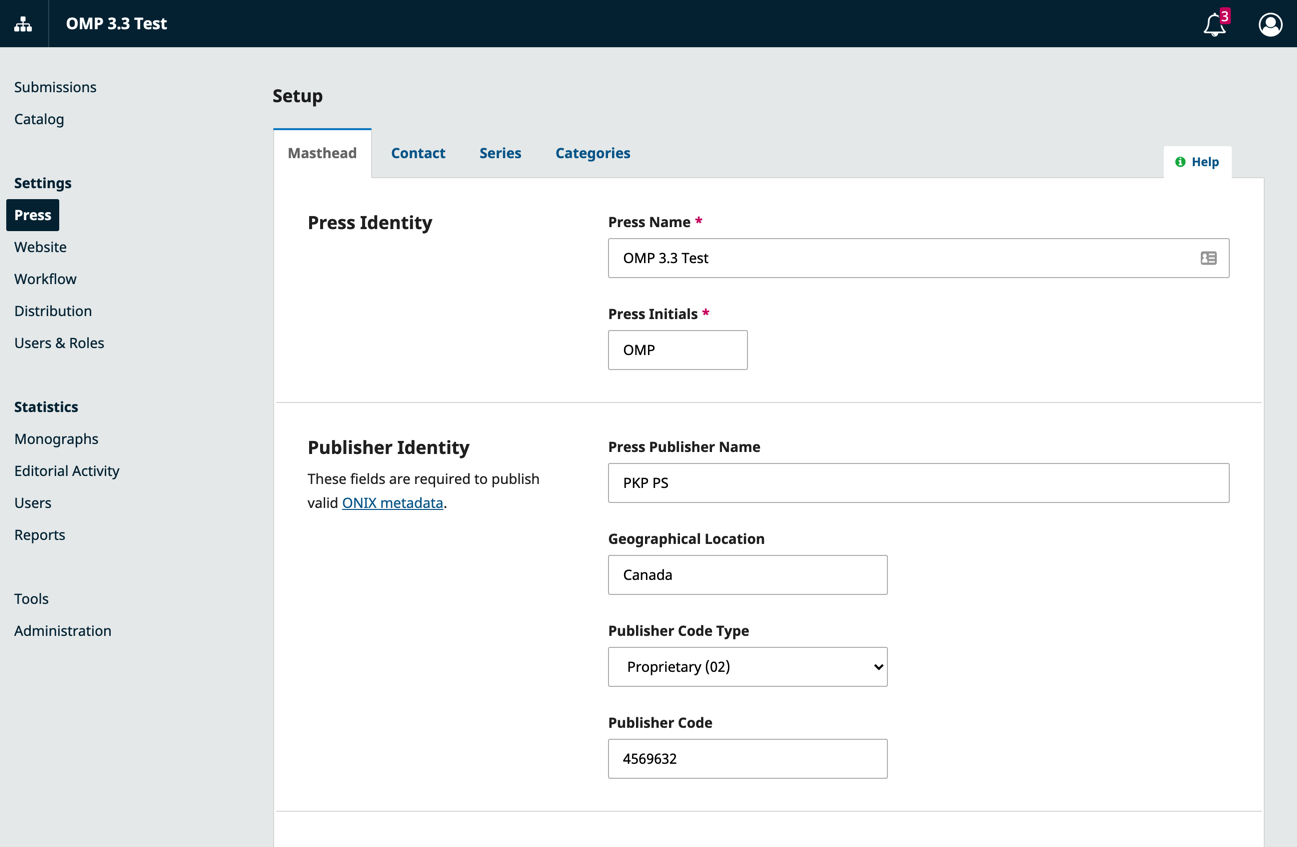 OMP 3.3 Test
3
Submissions
Catalog
Settings
Press
Website
Workflow
Distribution
Users & Roles
Statistics
Monographs
Editorial Activity
Users
Reports
Tools
Administration
Setup
Masthead
Contact
Series
Categories
Help
Press Identity
Press Name *
OMP 3.3 Test
Press Initials *
OMP
Publisher Identity
These fields are required to publish
valid ONIX metadata.
Press Publisher Name
PKP PS
Geographical Location
Canada
Publisher Code Type
Proprietary (02)
Publisher Code
4569632